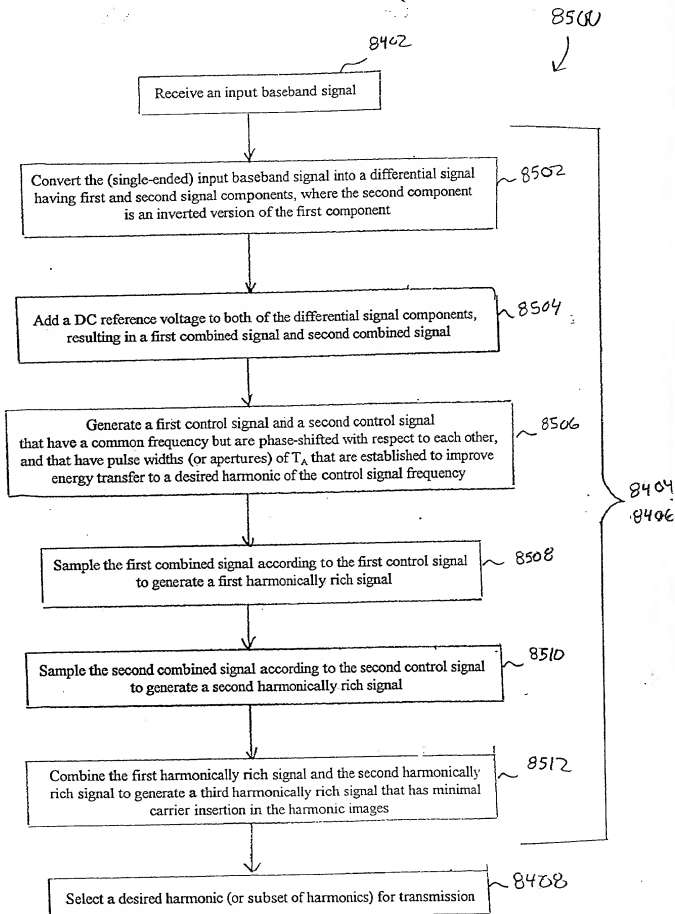 8500
8402
Receive an input baseband signal
Convert the (single-ended) input baseband signal into a differential signal
having first and second signal components, where the second component
is an inverted version of the first component
8502
Add a DC reference voltage to both of the differential signal components,
resulting in a first combined signal and second combined signal
8504
Generate a first control signal and a second control signal
that have a common frequency but are phase-shifted with respect to each other,
and that have pulse widths (or apertures) of TA that are established to improve
energy transfer to a desired harmonic of the control signal frequency
8506
8404
8406
Sample the first combined signal according to the first control signal
to generate a first harmonically rich signal
8508
Sample the second combined signal according to the second control signal
to generate a second harmonically rich signal
8510
Combine the first harmonically rich signal and the second harmonically
rich signal to generate a third harmonically rich signal that has minimal
carrier insertion in the harmonic images
8512
Select a desired harmonic (or subset of harmonics) for transmission
8408